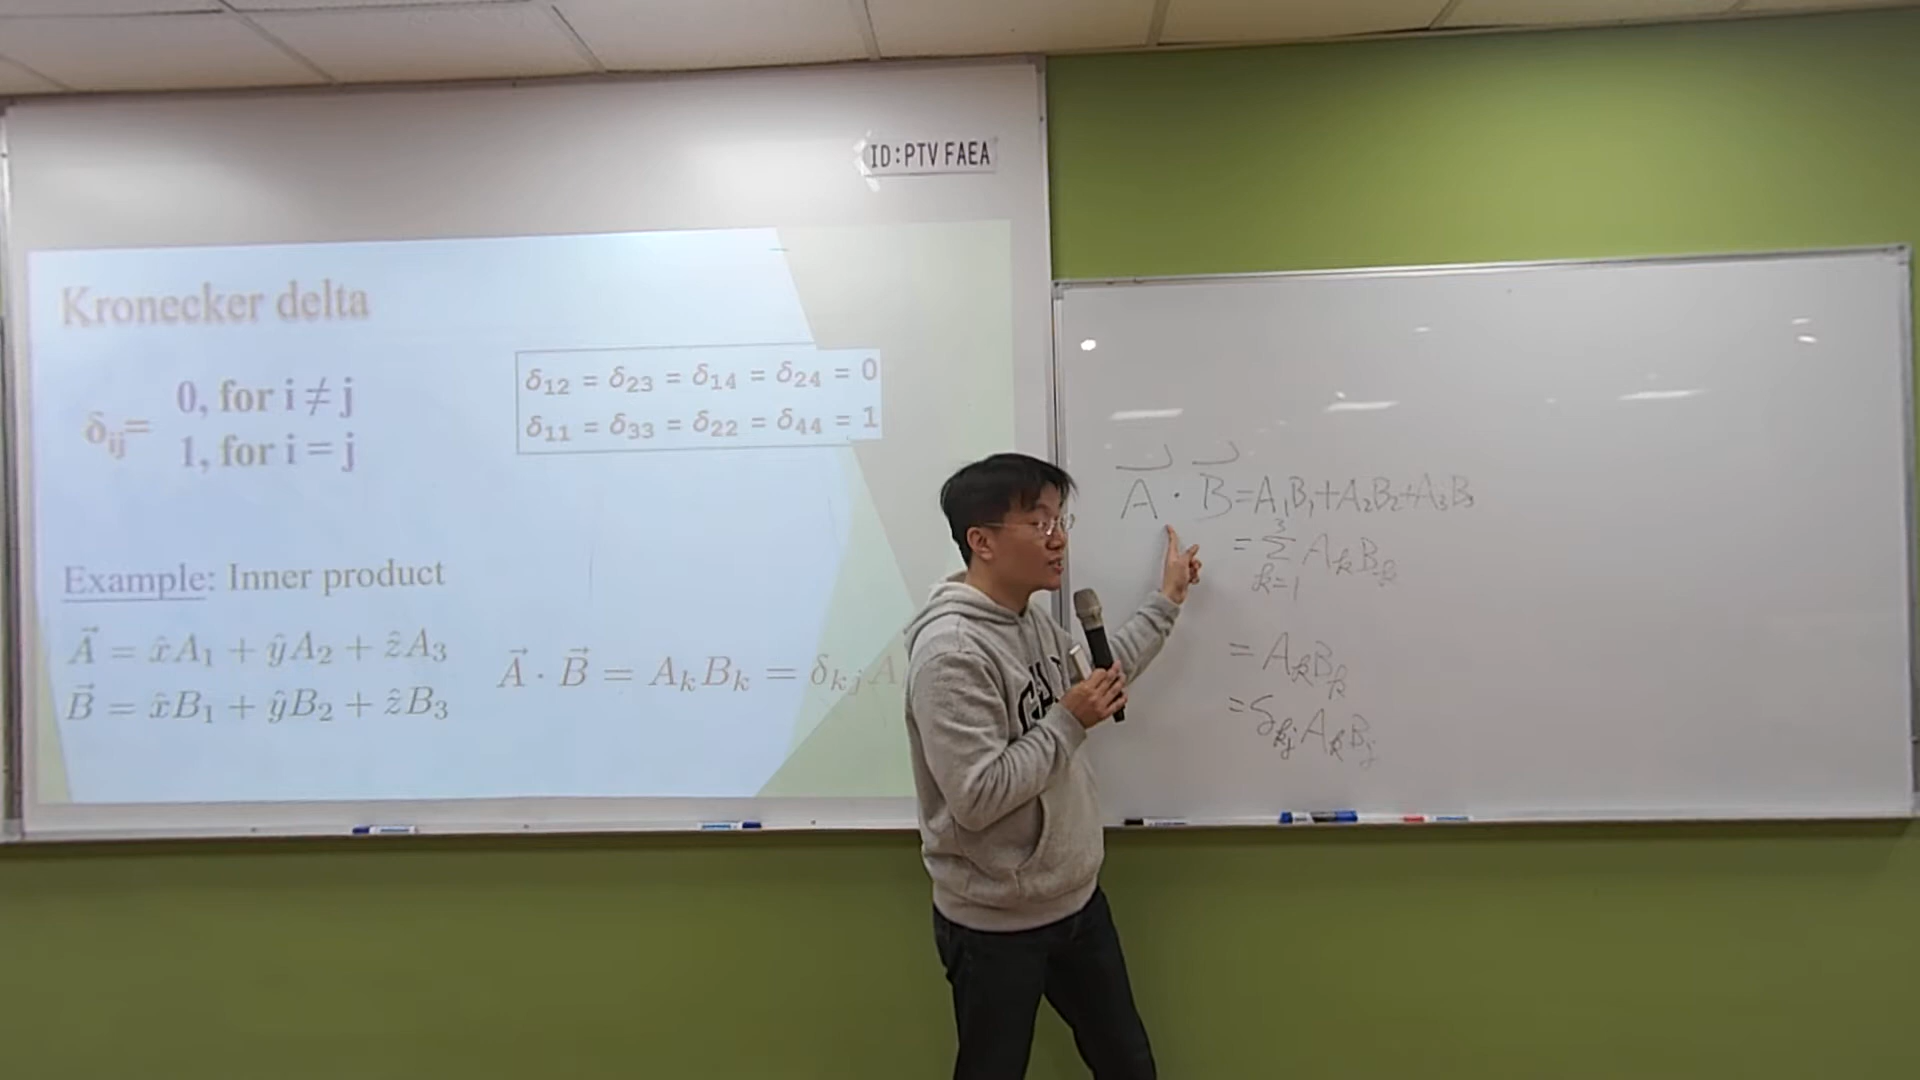 ID:PTV FAEA
Kronecker delta
δij= 0, for i ≠ j
1, for i = j
δ12 = δ23 = δ14 = δ24 = 0
δ11 = δ33 = δ22 = δ44 = 1
Example: Inner product
A⃗ = x̂A1 + ŷA2 + ẑA3
B⃗ = x̂B1 + ŷB2 + ẑB3
A⃗ · B⃗ = AkBk = δkjA
A⃗ · B⃗ = A1B1+A2B2+A3B3
= 3 Σ k=1 AkBk
= AkBk
= δkj AkBj